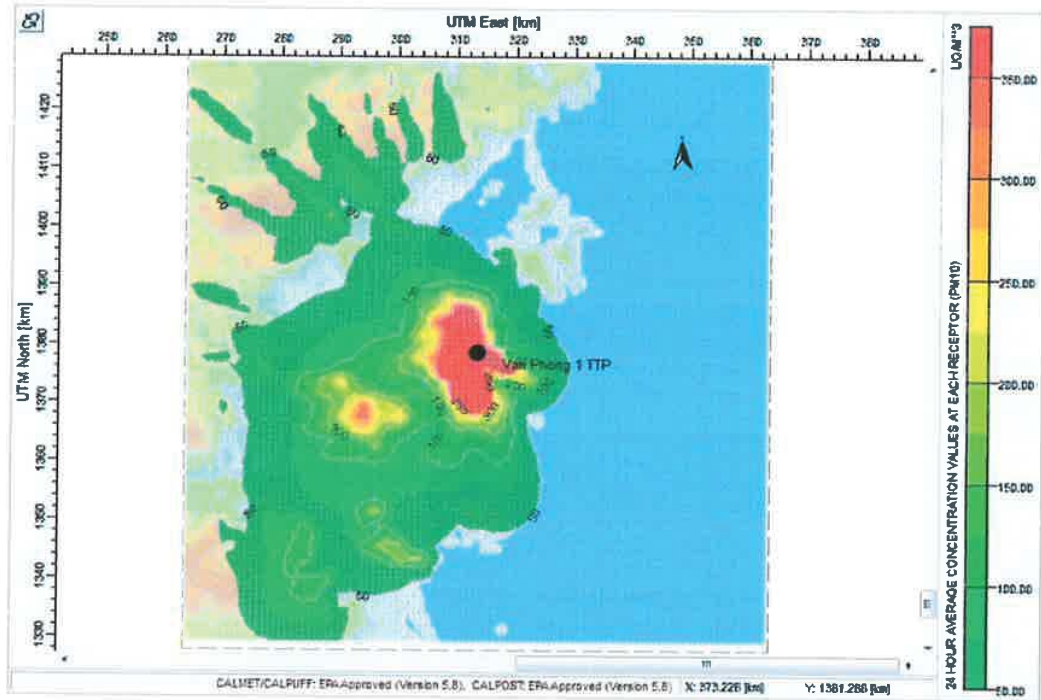 UTM East [km]
250 260 270 280 290 300 310 320 330 340 350 360 370 380
UTM North [km]
1420
1410
1400
1390
1380
1370
1360
1350
1340
1330
Van Phong 1 TTP
24-HOUR AVERAGE CONCENTRATION VALUES AT EACH RECEPTOR (PM10)
UG/M**3
350.00
300.00
250.00
200.00
150.00
100.00
50.00
CALMET/CALPUFF: EPA Approved (Version 5.8), CALPOST: EPA Approved (Version 5.8)
X: 373.226 [km]
Y: 1381.288 [km]